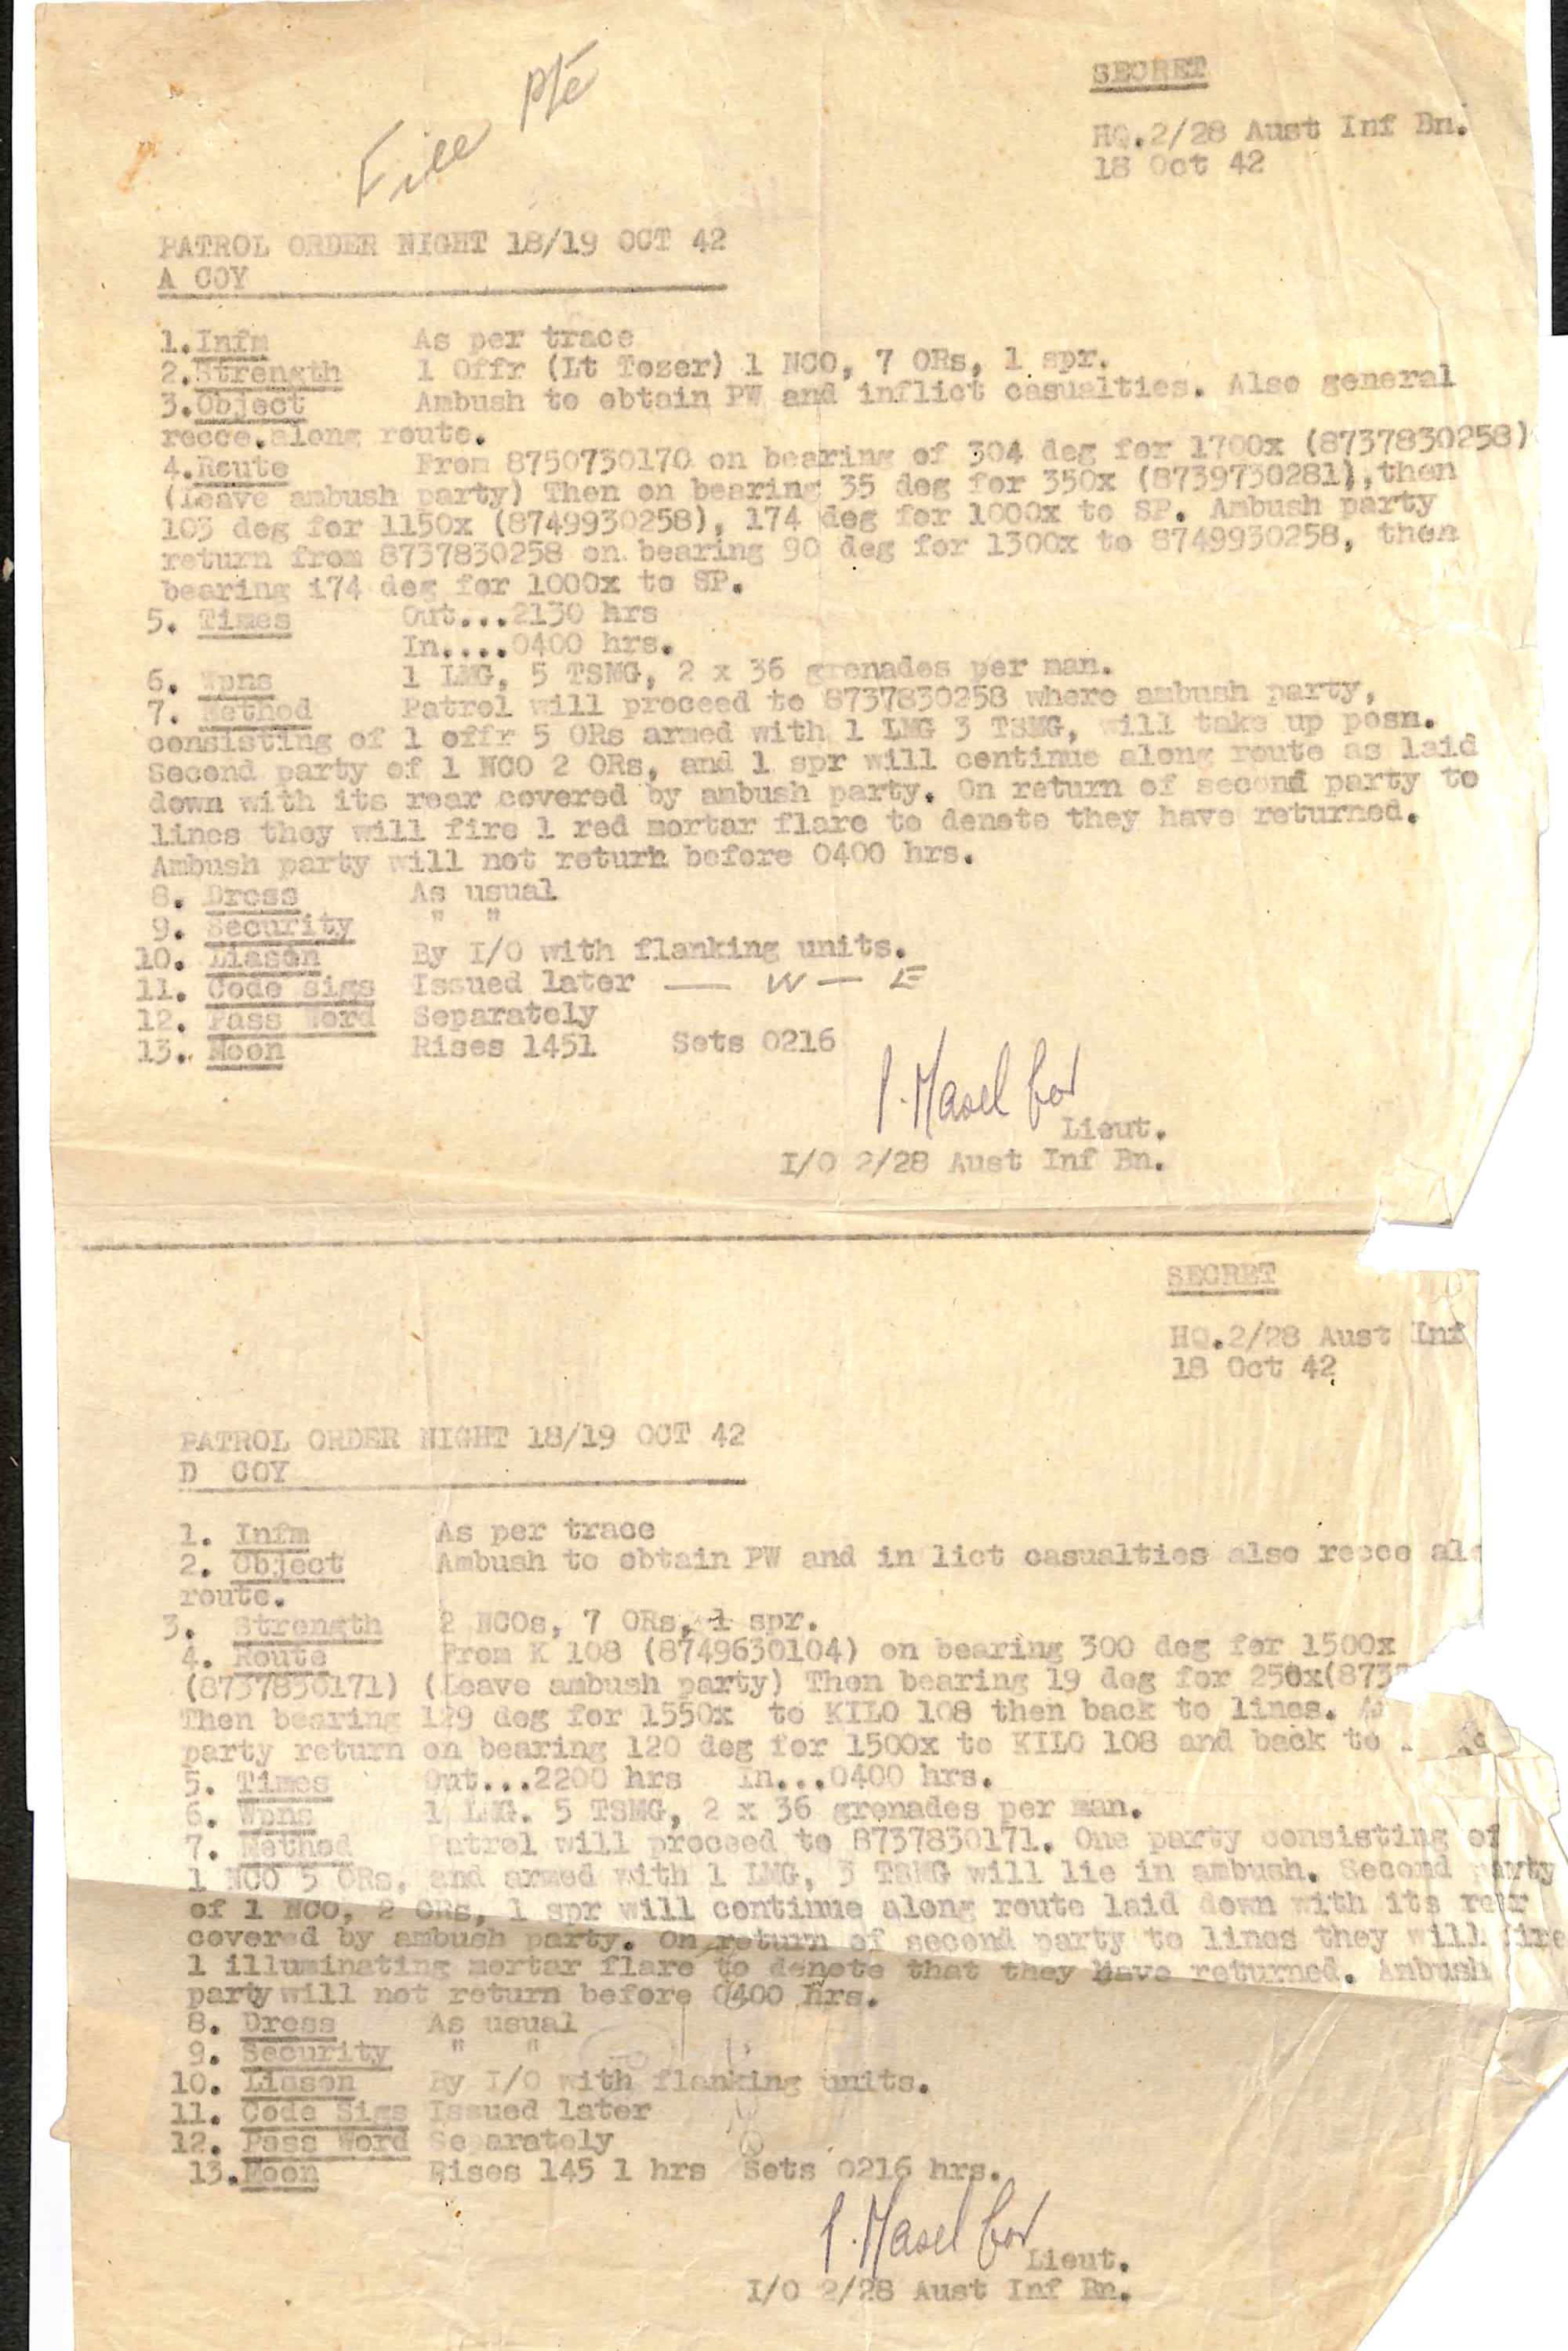 File Pte
SECRET
HQ.2/28 Aust Inf Bn.
18 Oct 42
PATROL ORDER NIGHT 18/19 OCT 42
A COY
1.Infm As per trace
2.Strength 1 Offr (Lt Tozer) 1 NCO, 7 ORs, 1 spr.
3.Object Ambush to obtain PW and inflict casualties. Also general
recce.along route.
4.Route From 8750730170 on bearing of 304 deg for 1700x (8737830258)
(Leave ambush party) Then on bearing 35 deg for 350x (8739730281),then
103 deg for 1150x (8749930258), 174 deg for 1000x to SP. Ambush party
return from 8737830258 on bearing 90 deg for 1300x to 8749930258, then
bearing 174 deg for 1000x to SP.
5. Times Out...2130 hrs
In....0400 hrs.
6. Wpns 1 LMG, 5 TSMG, 2 x 36 grenades per man.
7. Method Patrol will proceed to 8737830258 where ambush party,
consisting of 1 offr 5 ORs armed with 1 LMG 3 TSMG, will take up posn.
Second party of 1 NCO 2 ORs, and 1 spr will continue along route as laid
down with its rear covered by ambush party. On return of second party to
lines they will fire 1 red mortar flare to denote they have returned.
Ambush party will not return before 0400 hrs.
8. Dress As usual
9. Security " "
10. Liason By I/O with flanking units.
11. Code sigs Issued later — W — E
12. Pass Word Separately
13. Moon Rises 1451 Sets 0216
P. Masel for
Lieut.
I/O 2/28 Aust Inf Bn.
SECRET
HQ.2/28 Aust Inf
18 Oct 42
PATROL ORDER NIGHT 18/19 OCT 42
D COY
1. Infm As per trace
2. Object Ambush to obtain PW and in lict casualties also recce alo
route.
3. Strength 2 NCOs, 7 ORs, 1 spr.
4. Route From K 108 (8749630104) on bearing 300 deg for 1500x
(8737830171) (Leave ambush party) Then bearing 19 deg for 250x(873
Then bearing 129 deg for 1550x to KILO 108 then back to lines.
party return on bearing 120 deg for 1500x to KILO 108 and back to
5. Times Out...2200 hrs In...0400 hrs.
6. Wpns 1 LMG. 5 TSMG, 2 x 36 grenades per man.
7. Method Patrol will proceed to 8737830171. One party consisting of
1 NCO 5 ORs, and armed with 1 LMG, 3 TSMG will lie in ambush. Second party
of 1 NCO, 2 ORs, 1 spr will continue along route laid down with its rear
covered by ambush party. On return of second party to lines they will fire
1 illuminating mortar flare to denote that they have returned. Ambush
party will not return before 0400 hrs.
8. Dress As usual
9. Security " "
10. Liason By I/O with flanking units.
11. Code Sigs Issued later
12. Pass Word Separately
13.Moon Rises 145 1 hrs Sets 0216 hrs.
P. Masel for
Lieut.
I/O 2/28 Aust Inf Bn.